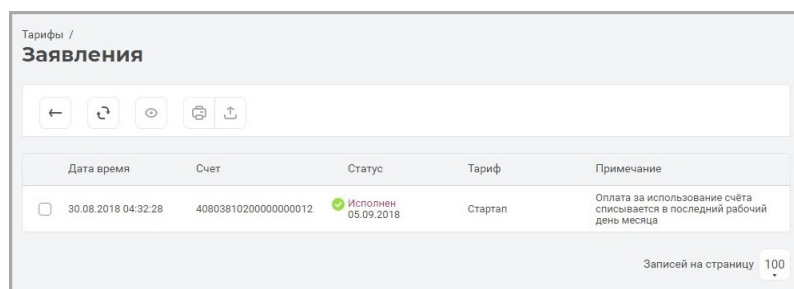 Тарифы /
Заявления
Дата время Счет Статус Тариф Примечание
30.08.2018 04:32:28 40803810200000000012 Исполнен 05.09.2018 Стартап Оплата за использование счёта списывается в последний рабочий день месяца
Записей на страницу 100